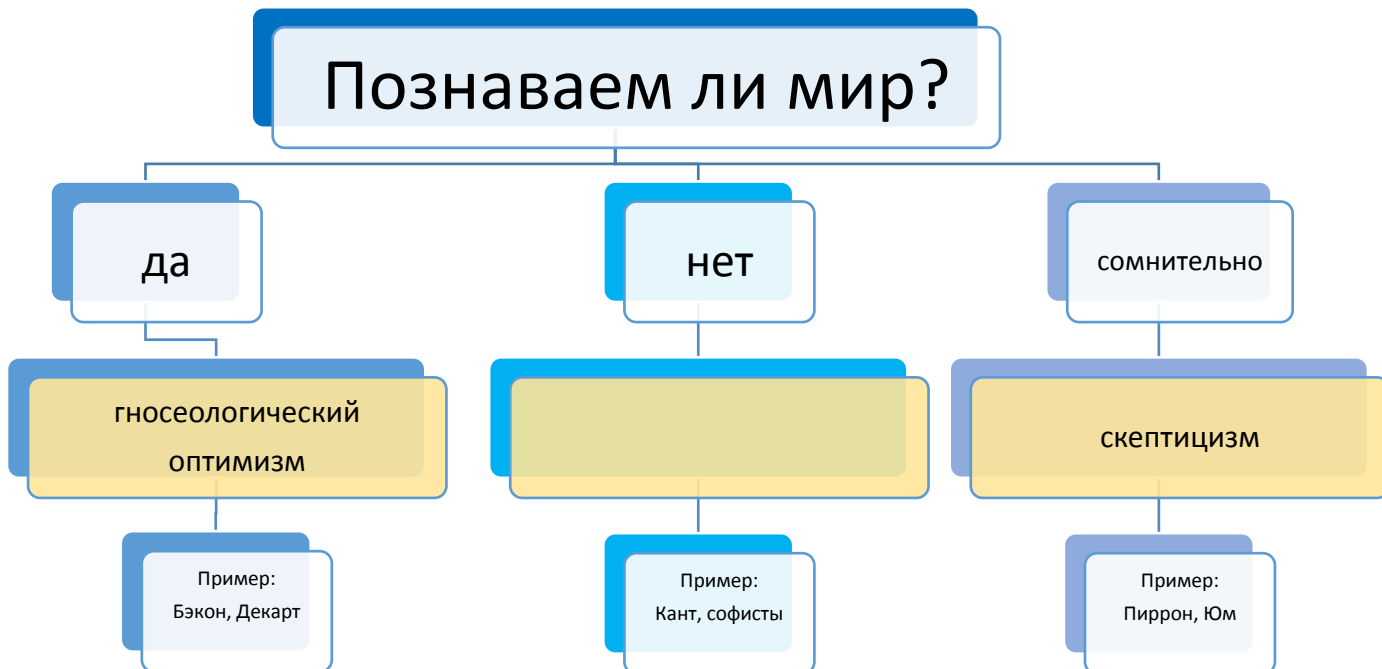 Познаваем ли мир?
да
нет
сомнительно
гносеологический
оптимизм
скептицизм
Пример:
Бэкон, Декарт
Пример:
Кант, софисты
Пример:
Пиррон, Юм